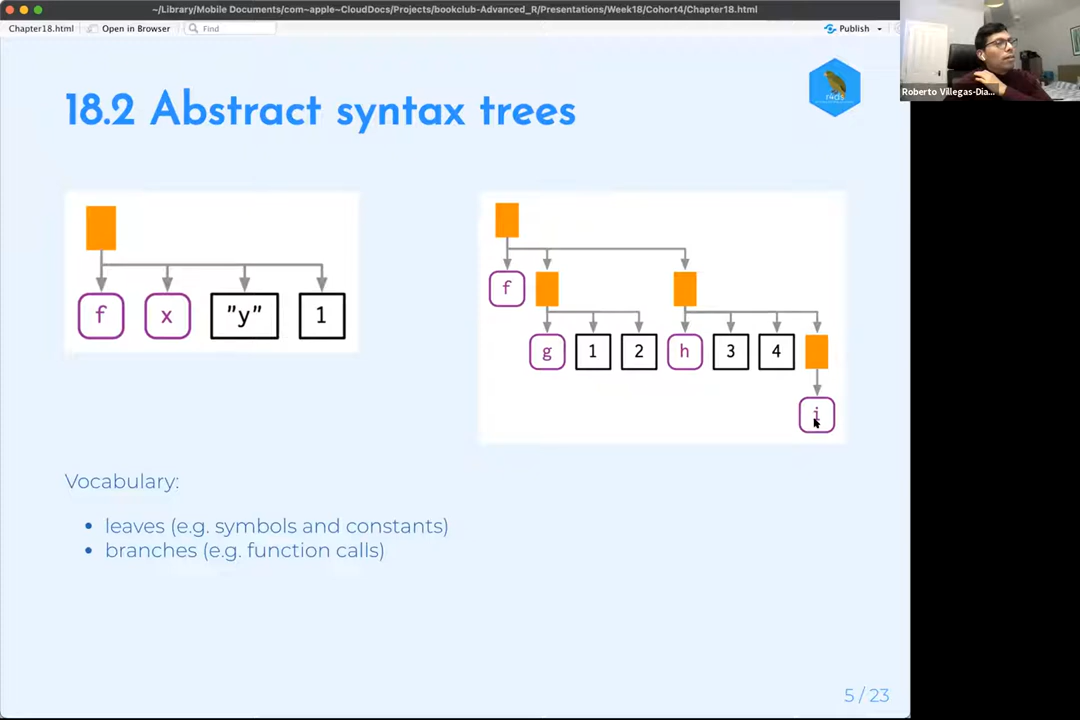 ~/Library/Mobile Documents/com~apple~CloudDocs/Projects/bookclub-Advanced_R/Presentations/Week18/Cohort4/Chapter18.html
Chapter18.html Open in Browser Find Publish
Roberto Villegas-Dia...
18.2 Abstract syntax trees
r4ds
f x "y" 1
f
g 1 2 h 3 4
i
Vocabulary:
• leaves (e.g. symbols and constants)
• branches (e.g. function calls)
5 / 23